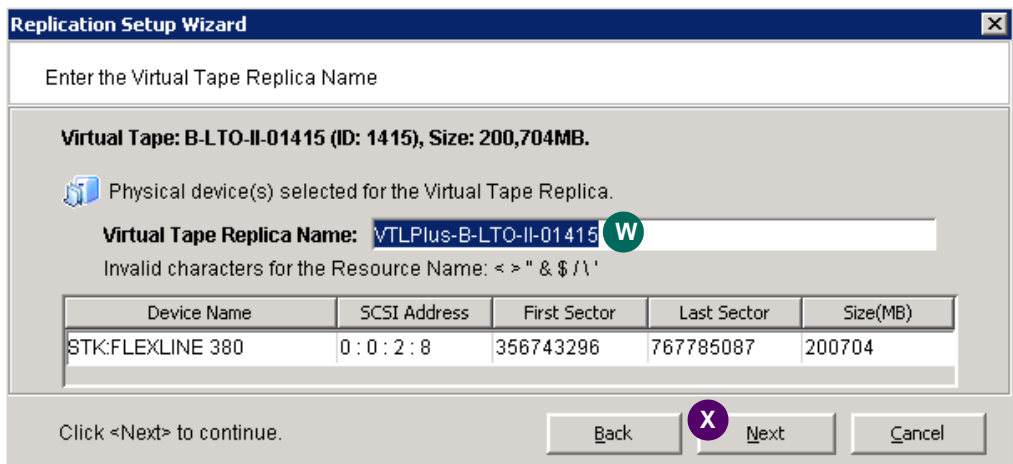 Replication Setup Wizard X
Enter the Virtual Tape Replica Name
Virtual Tape: B-LTO-II-01415 (ID: 1415), Size: 200,704MB.
Physical device(s) selected for the Virtual Tape Replica.
Virtual Tape Replica Name: VTLPlus-B-LTO-II-01415 W
Invalid characters for the Resource Name: < > " & $ / \ '
Device Name SCSI Address First Sector Last Sector Size(MB)
STK:FLEXLINE 380 0 : 0 : 2 : 8 356743296 767785087 200704
Click <Next> to continue. Back X Next Cancel